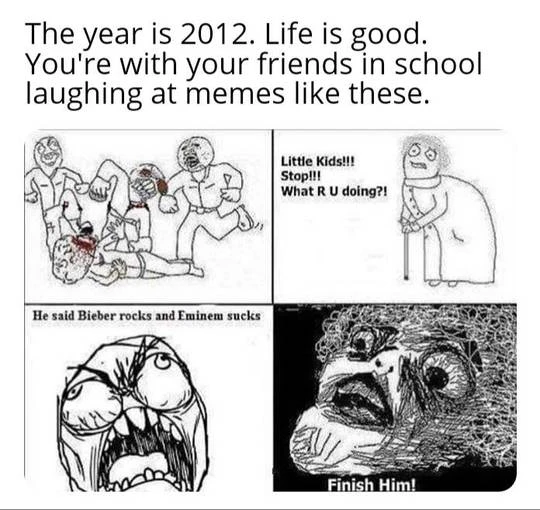 The year is 2012. Life is good.
You're with your friends in school
laughing at memes like these.
Little Kids!!!
Stop!!!
What R U doing?!
He said Bieber rocks and Eminem sucks
Finish Him!